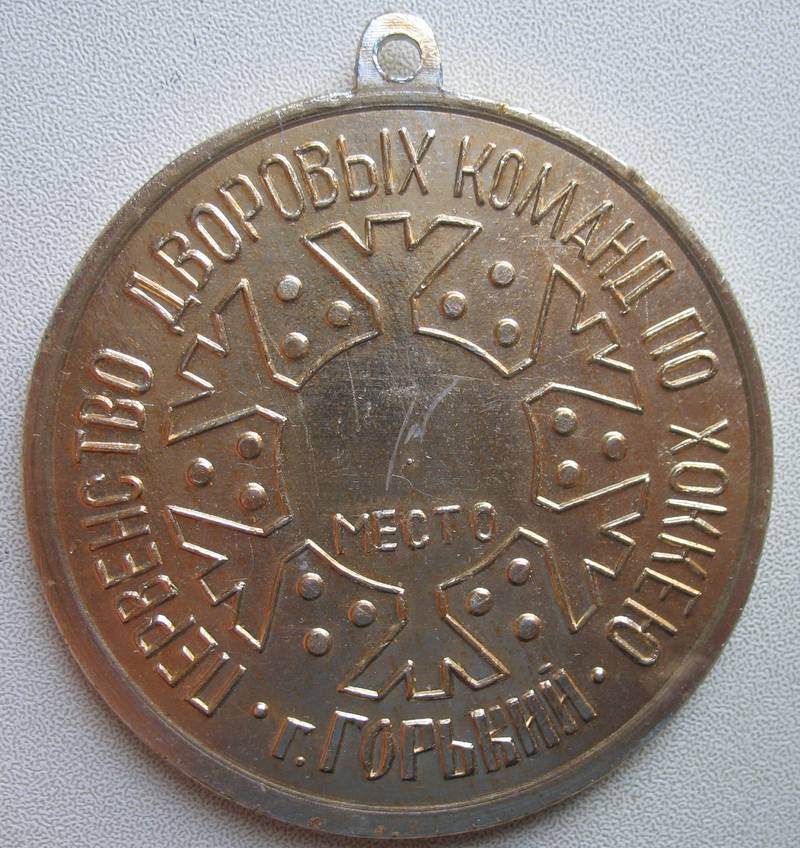 ПЕРВЕНСТВО ДВОРОВЫХ КОМАНД ПО ХОККЕЮ
МЕСТО
· г. ГОРЬКИЙ ·